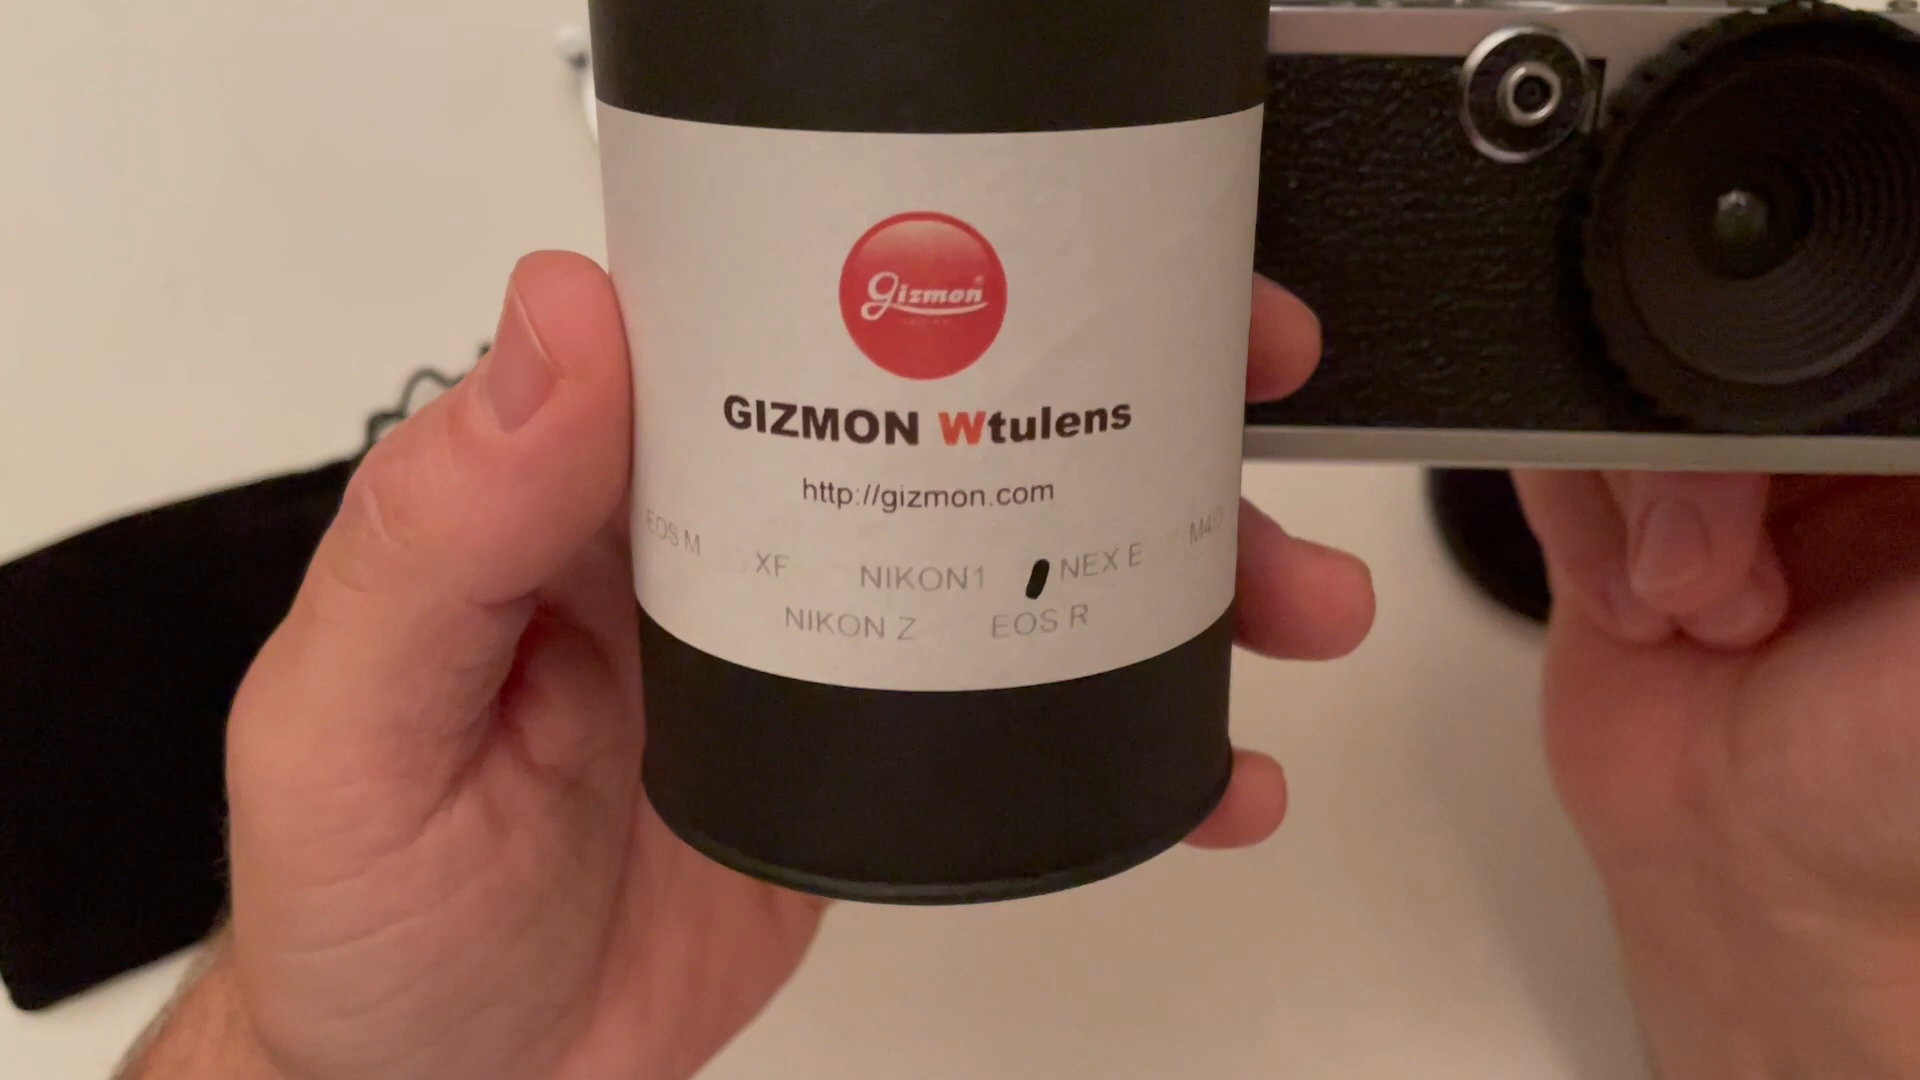 gizmon
GIZMON Wtulens
http://gizmon.com
EOS M XF NIKON1 NEX E
NIKON Z EOS R